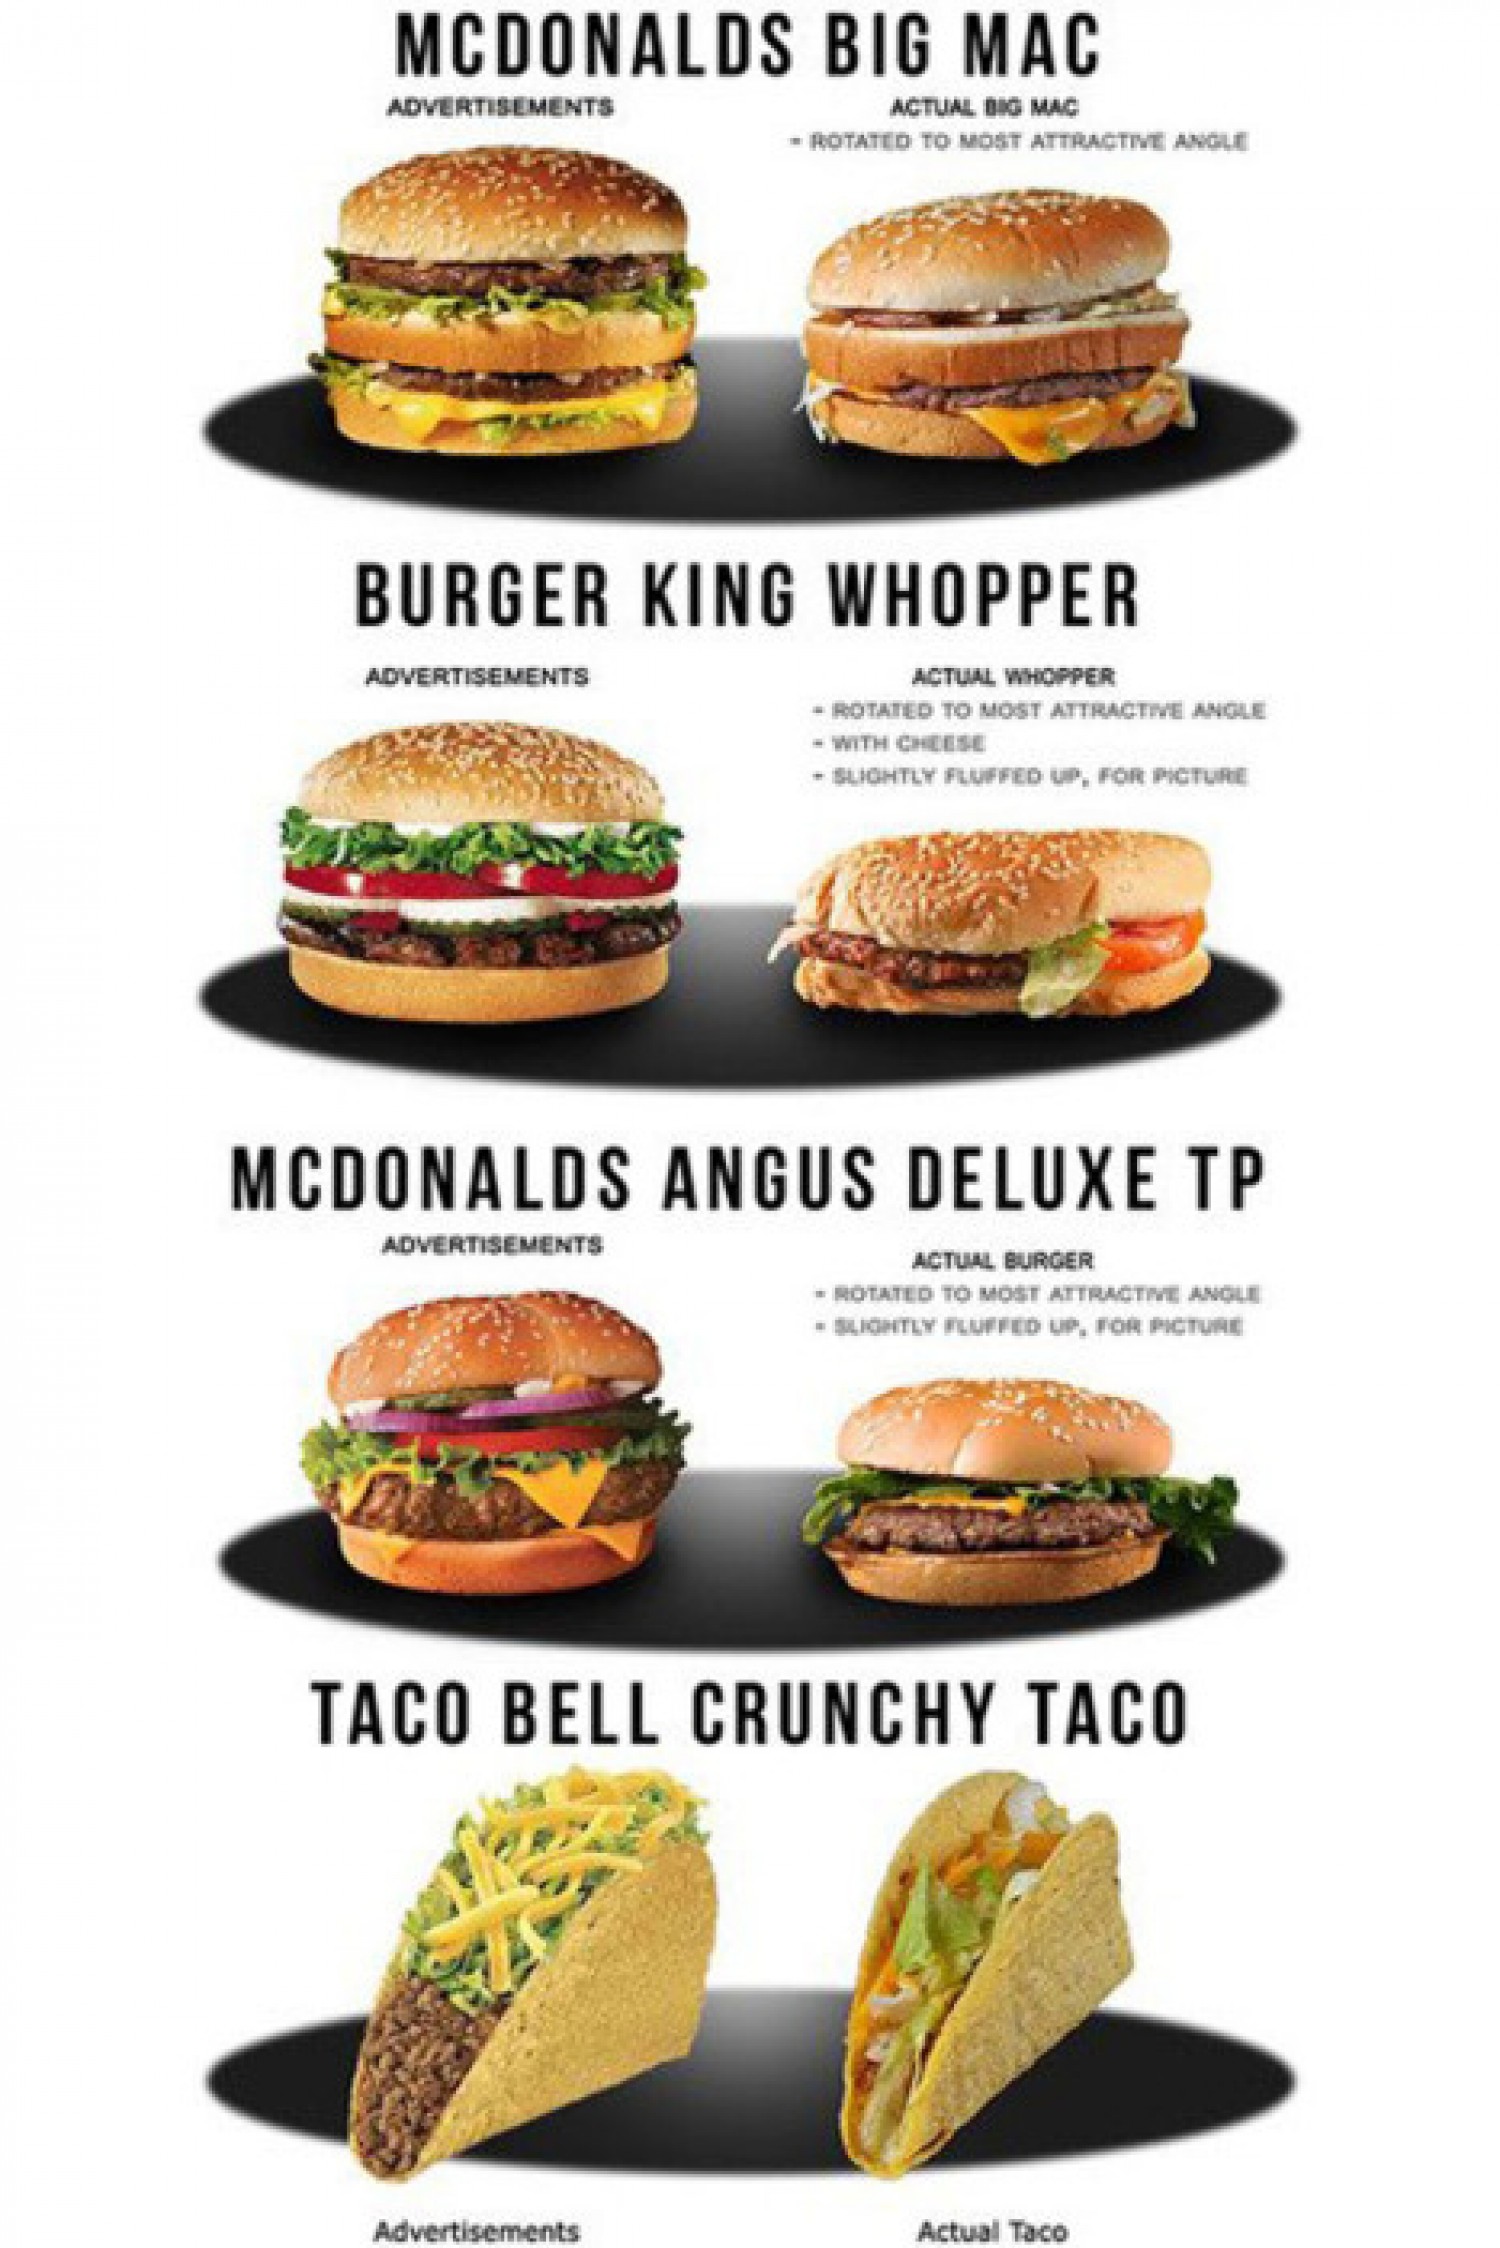 MCDONALDS BIG MAC
ADVERTISEMENTS
ACTUAL BIG MAC
- ROTATED TO MOST ATTRACTIVE ANGLE
BURGER KING WHOPPER
ADVERTISEMENTS
ACTUAL WHOPPER
- ROTATED TO MOST ATTRACTIVE ANGLE
- WITH CHEESE
- SLIGHTLY FLUFFED UP, FOR PICTURE
MCDONALDS ANGUS DELUXE TP
ADVERTISEMENTS
ACTUAL BURGER
- ROTATED TO MOST ATTRACTIVE ANGLE
- SLIGHTLY FLUFFED UP, FOR PICTURE
TACO BELL CRUNCHY TACO
Advertisements
Actual Taco